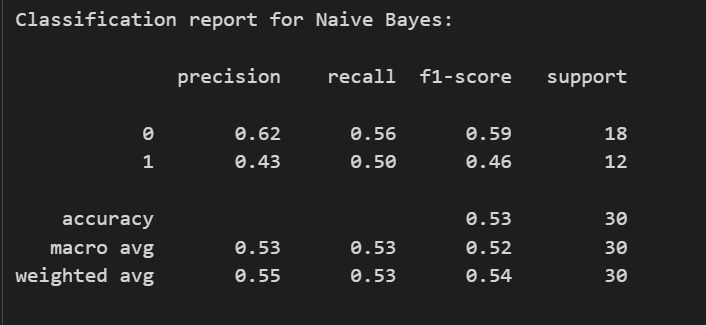 Classification report for Naive Bayes:
precision recall f1-score support
0 0.62 0.56 0.59 18
1 0.43 0.50 0.46 12
accuracy 0.53 30
macro avg 0.53 0.53 0.52 30
weighted avg 0.55 0.53 0.54 30